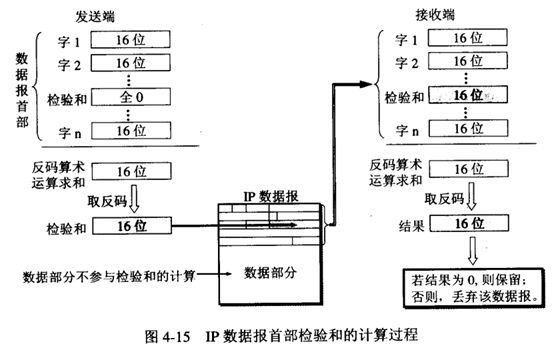 发送端
数据报首部
字 1
16 位
字 2
16 位
检验和
全 0
字 n
16 位
反码算术
运算求和
16 位
取反码
检验和
16 位
数据部分不参与检验和的计算
IP 数据报
数据部分
接收端
字 1
16 位
字 2
16 位
检验和
16 位
字 n
16 位
反码算术
运算求和
16 位
取反码
结果
16 位
若结果为 0, 则保留;
否则，丢弃该数据报。
图 4-15 IP 数据报首部检验和的计算过程